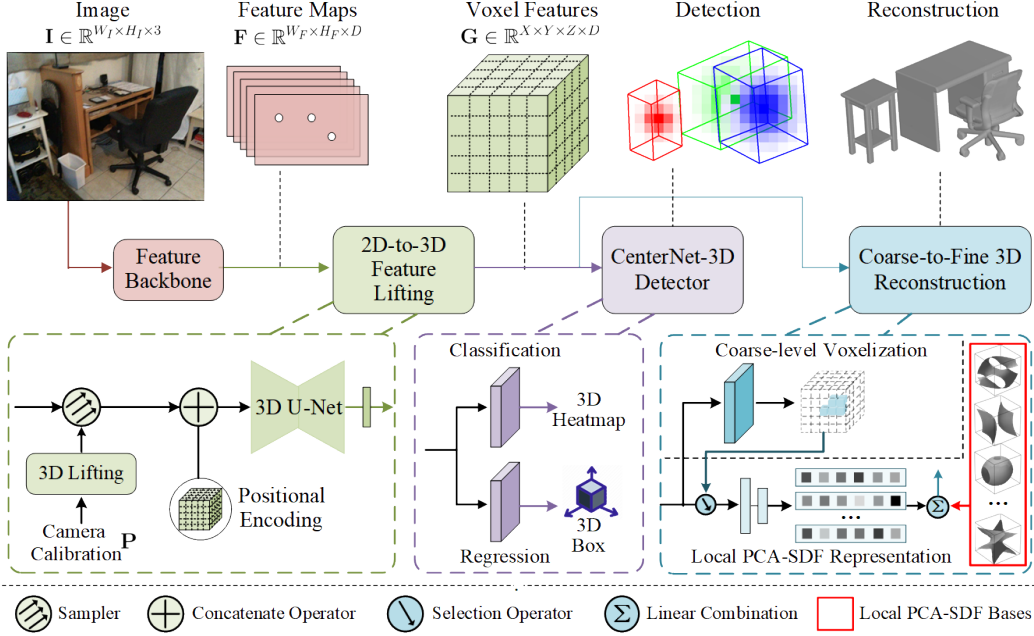 Image
I ∈ ℝ^{W_I×H_I×3}
Feature Maps
F ∈ ℝ^{W_F×H_F×D}
Voxel Features
G ∈ ℝ^{X×Y×Z×D}
Detection
Reconstruction
Feature
Backbone
2D-to-3D
Feature
Lifting
CenterNet-3D
Detector
Coarse-to-Fine 3D
Reconstruction
3D U-Net
3D Lifting
Camera
Calibration P
Positional
Encoding
Classification
3D
Heatmap
3D
Box
Regression
Coarse-level Voxelization
...
Σ
...
Local PCA-SDF Representation
Sampler
Concatenate Operator
Selection Operator
Σ
Linear Combination
Local PCA-SDF Bases